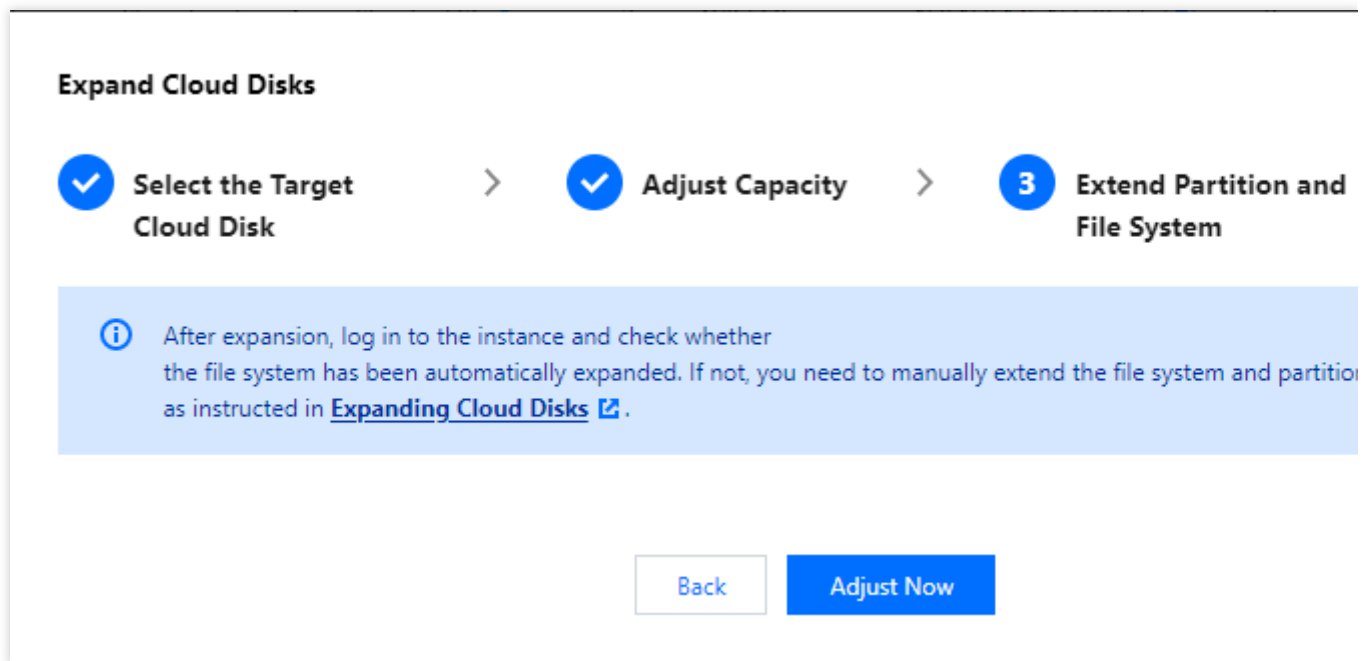 Expand Cloud Disks
Select the Target
Cloud Disk
Adjust Capacity
3
Extend Partition and
File System
After expansion, log in to the instance and check whether
the file system has been automatically expanded. If not, you need to manually extend the file system and partition
as instructed in Expanding Cloud Disks .
Back
Adjust Now